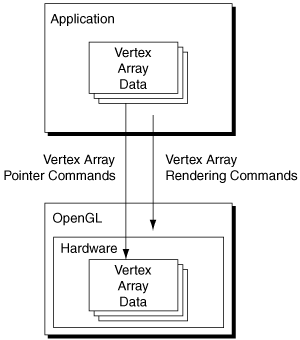 Application
Vertex
Array
Data
Vertex Array
Pointer Commands
Vertex Array
Rendering Commands
OpenGL
Hardware
Vertex
Array
Data